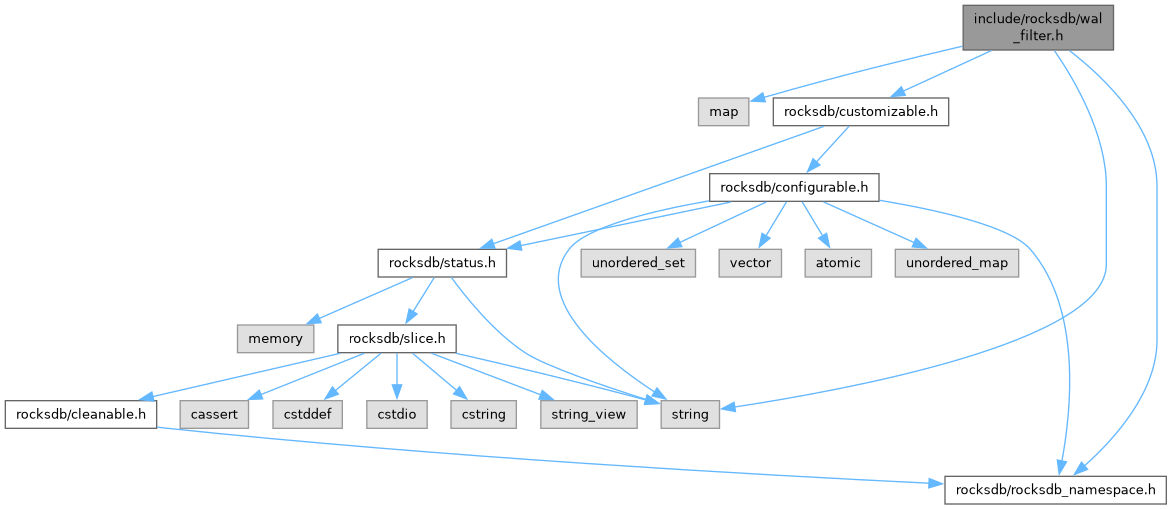 include/rocksdb/wal
_filter.h
map
rocksdb/customizable.h
rocksdb/configurable.h
rocksdb/status.h
unordered_set
vector
atomic
unordered_map
memory
rocksdb/slice.h
rocksdb/cleanable.h
cassert
cstddef
cstdio
cstring
string_view
string
rocksdb/rocksdb_namespace.h